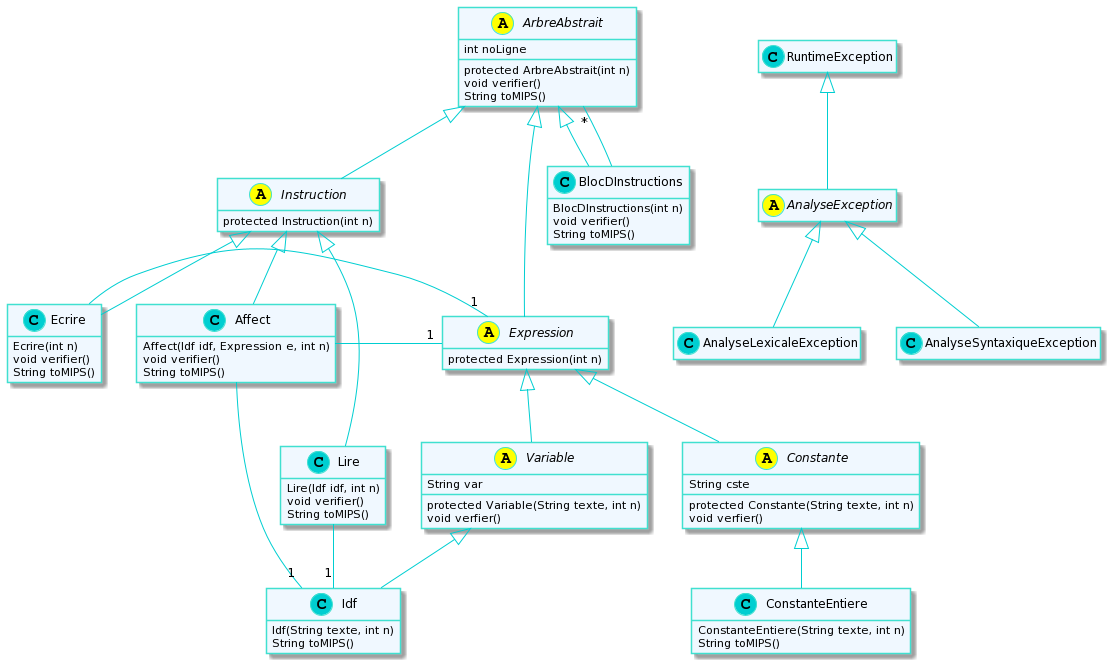 A ArbreAbstrait
int noLigne
protected ArbreAbstrait(int n)
void verifier()
String toMIPS()
C RuntimeException
*
A Instruction
protected Instruction(int n)
C BlocDInstructions
BlocDInstructions(int n)
void verifier()
String toMIPS()
A AnalyseException
C Ecrire
Ecrire(int n)
void verifier()
String toMIPS()
C Affect
Affect(Idf idf, Expression e, int n)
void verifier()
String toMIPS()
1
1
A Expression
protected Expression(int n)
C AnalyseLexicaleException
C AnalyseSyntaxiqueException
C Lire
Lire(Idf idf, int n)
void verifier()
String toMIPS()
A Variable
String var
protected Variable(String texte, int n)
void verfier()
A Constante
String cste
protected Constante(String texte, int n)
void verfier()
1
1
C Idf
Idf(String texte, int n)
String toMIPS()
C ConstanteEntiere
ConstanteEntiere(String texte, int n)
String toMIPS()